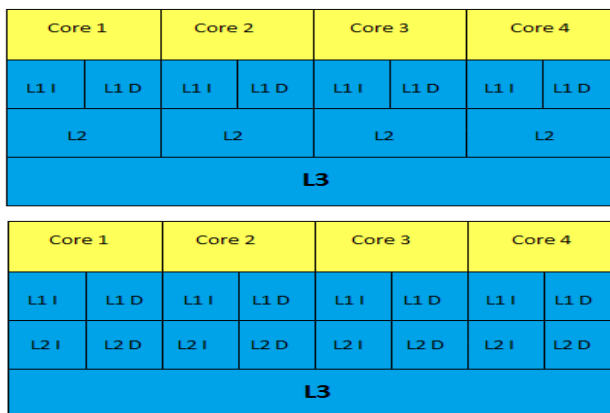 Core 1 Core 2 Core 3 Core 4
L1 I L1 D L1 I L1 D L1 I L1 D L1 I L1 D
L2 L2 L2 L2
L3
Core 1 Core 2 Core 3 Core 4
L1 I L1 D L1 I L1 D L1 I L1 D L1 I L1 D
L2 I L2 D L2 I L2 D L2 I L2 D L2 I L2 D
L3